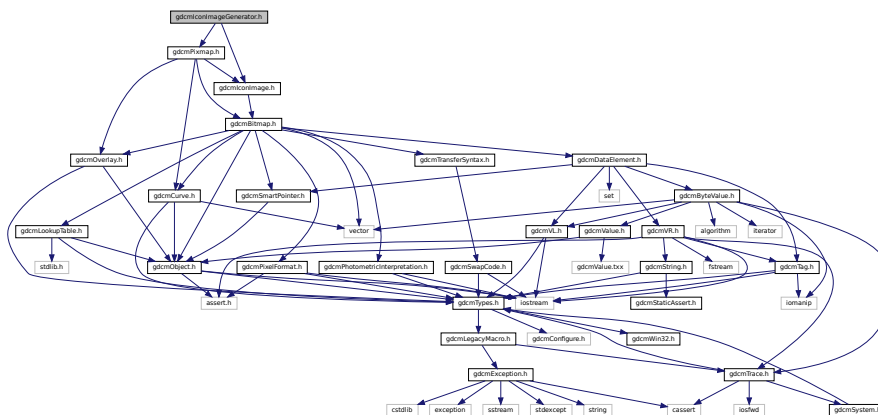 gdcmIconImageGenerator.h
gdcmPixmap.h
gdcmIconImage.h
gdcmBitmap.h
gdcmOverlay.h
gdcmTransferSyntax.h
gdcmDataElement.h
gdcmCurve.h
gdcmSmartPointer.h
set
gdcmByteValue.h
gdcmLookupTable.h
vector
gdcmVL.h
gdcmValue.h
gdcmVR.h
algorithm
iterator
stdlib.h
gdcmObject.h
gdcmPixelFormat.h
gdcmPhotometricInterpretation.h
gdcmSwapCode.h
gdcmValue.txx
gdcmString.h
fstream
gdcmTag.h
assert.h
gdcmTypes.h
iostream
gdcmStaticAssert.h
iomanip
gdcmLegacyMacro.h
gdcmConfigure.h
gdcmWin32.h
gdcmException.h
gdcmTrace.h
cstdlib
exception
sstream
stdexcept
string
cassert
iosfwd
gdcmSystem.h